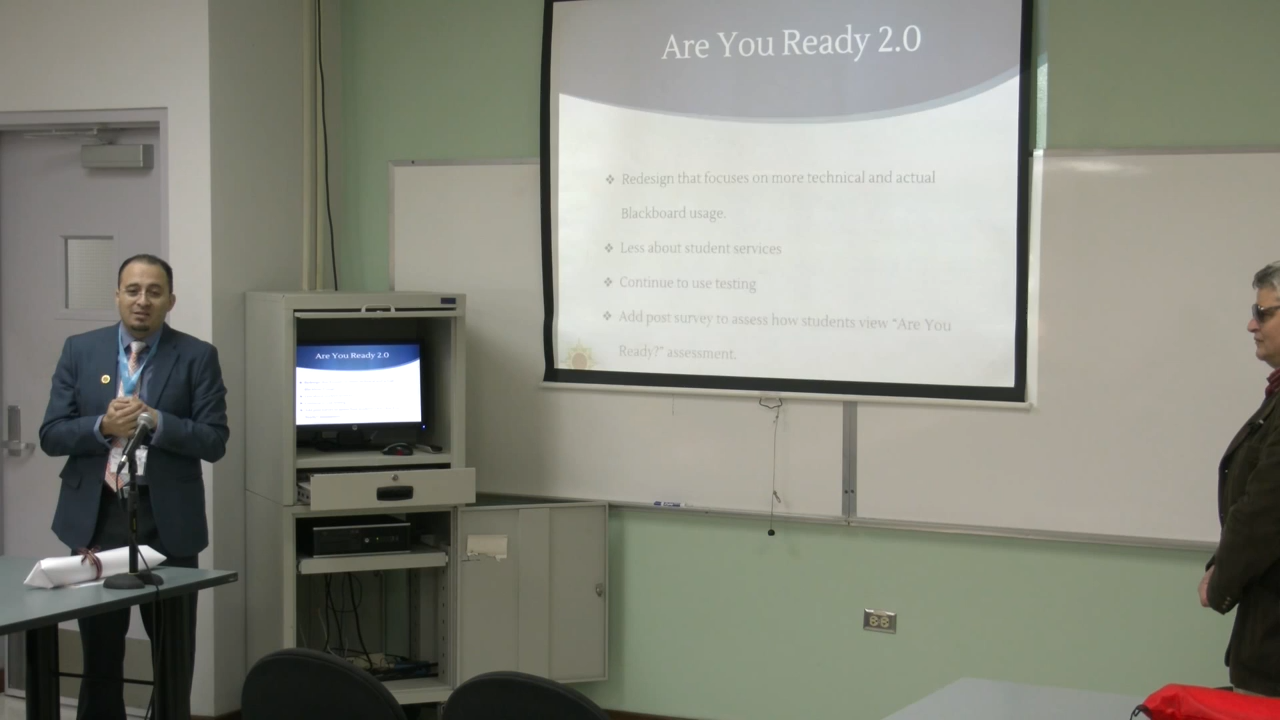 Are You Ready 2.0
Redesign that focuses on more technical and actual
Blackboard usage.
Less about student services
Continue to use testing
Add post survey to assess how students view "Are You
Ready?" assessment.
Are You Ready 2.0